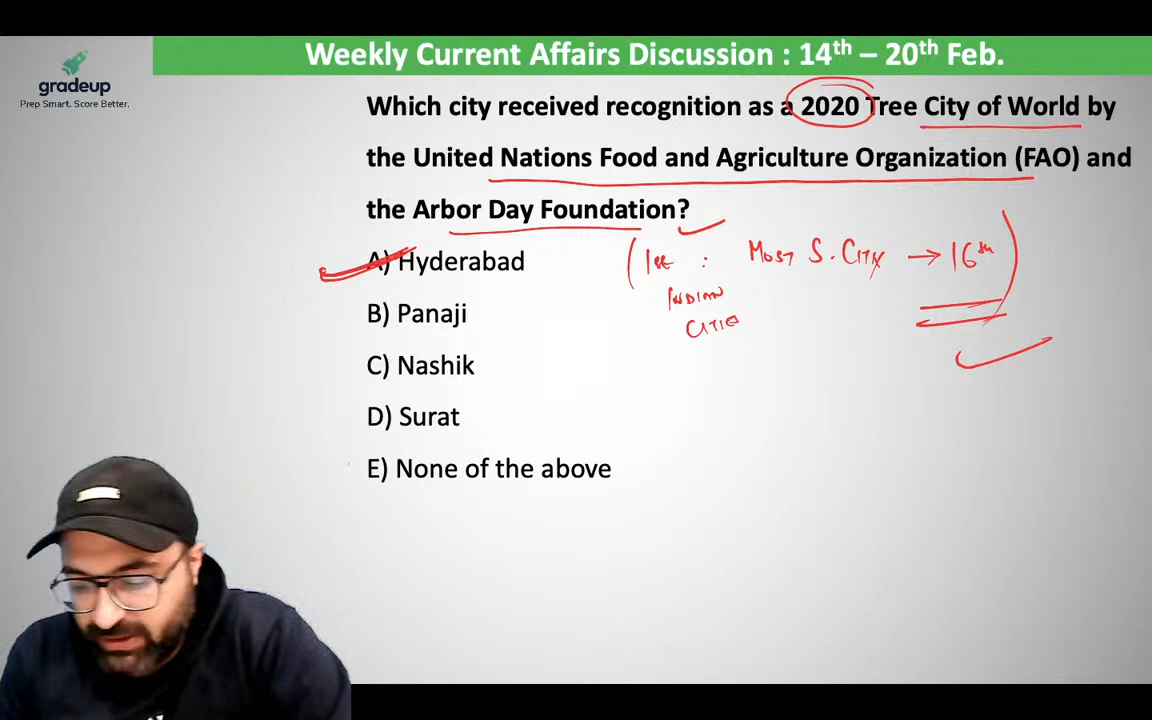 Weekly Current Affairs Discussion : 14th – 20th Feb.
gradeup
Prep Smart. Score Better.
Which city received recognition as a 2020 Tree City of World by
the United Nations Food and Agriculture Organization (FAO) and
the Arbor Day Foundation?
A) Hyderabad
(1st : MOST S. CITY → 16th)
INDIAN
CITIES
B) Panaji
C) Nashik
D) Surat
E) None of the above